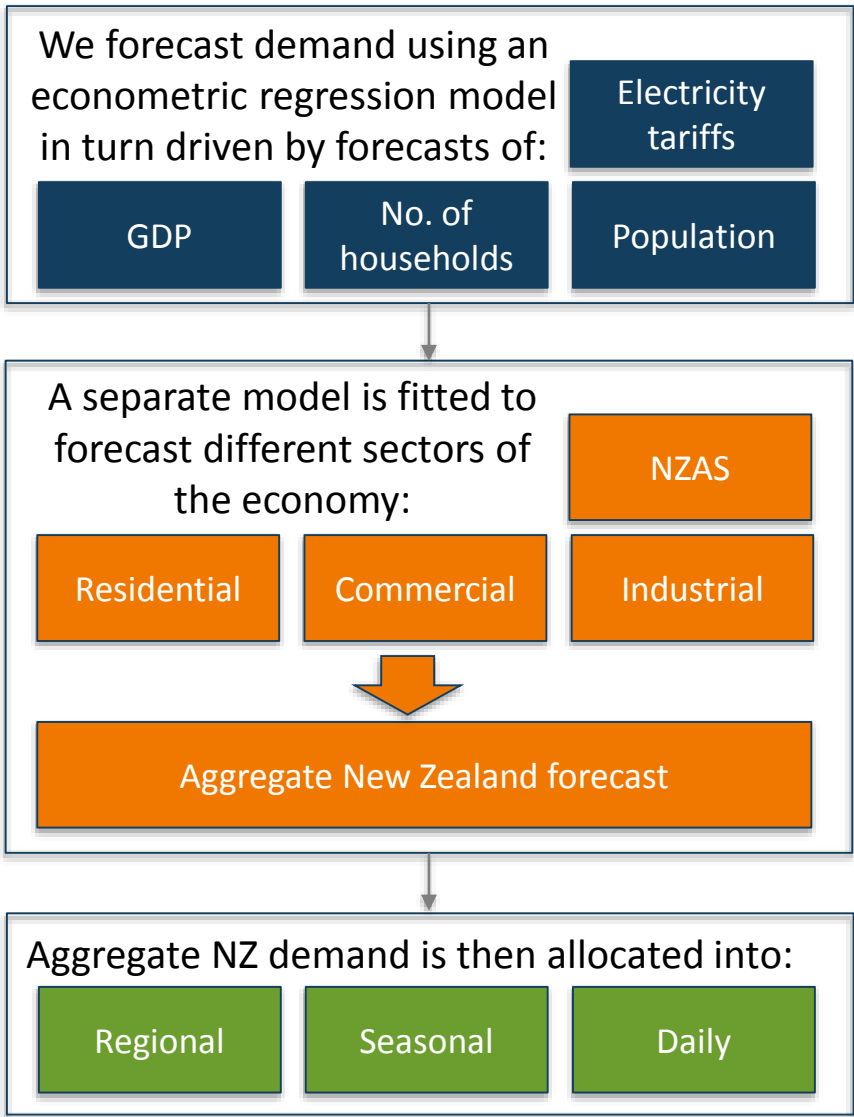 We forecast demand using an
econometric regression model
in turn driven by forecasts of:
Electricity
tariffs
GDP
No. of
households
Population
A separate model is fitted to
forecast different sectors of
the economy:
NZAS
Residential
Commercial
Industrial
Aggregate New Zealand forecast
Aggregate NZ demand is then allocated into:
Regional
Seasonal
Daily